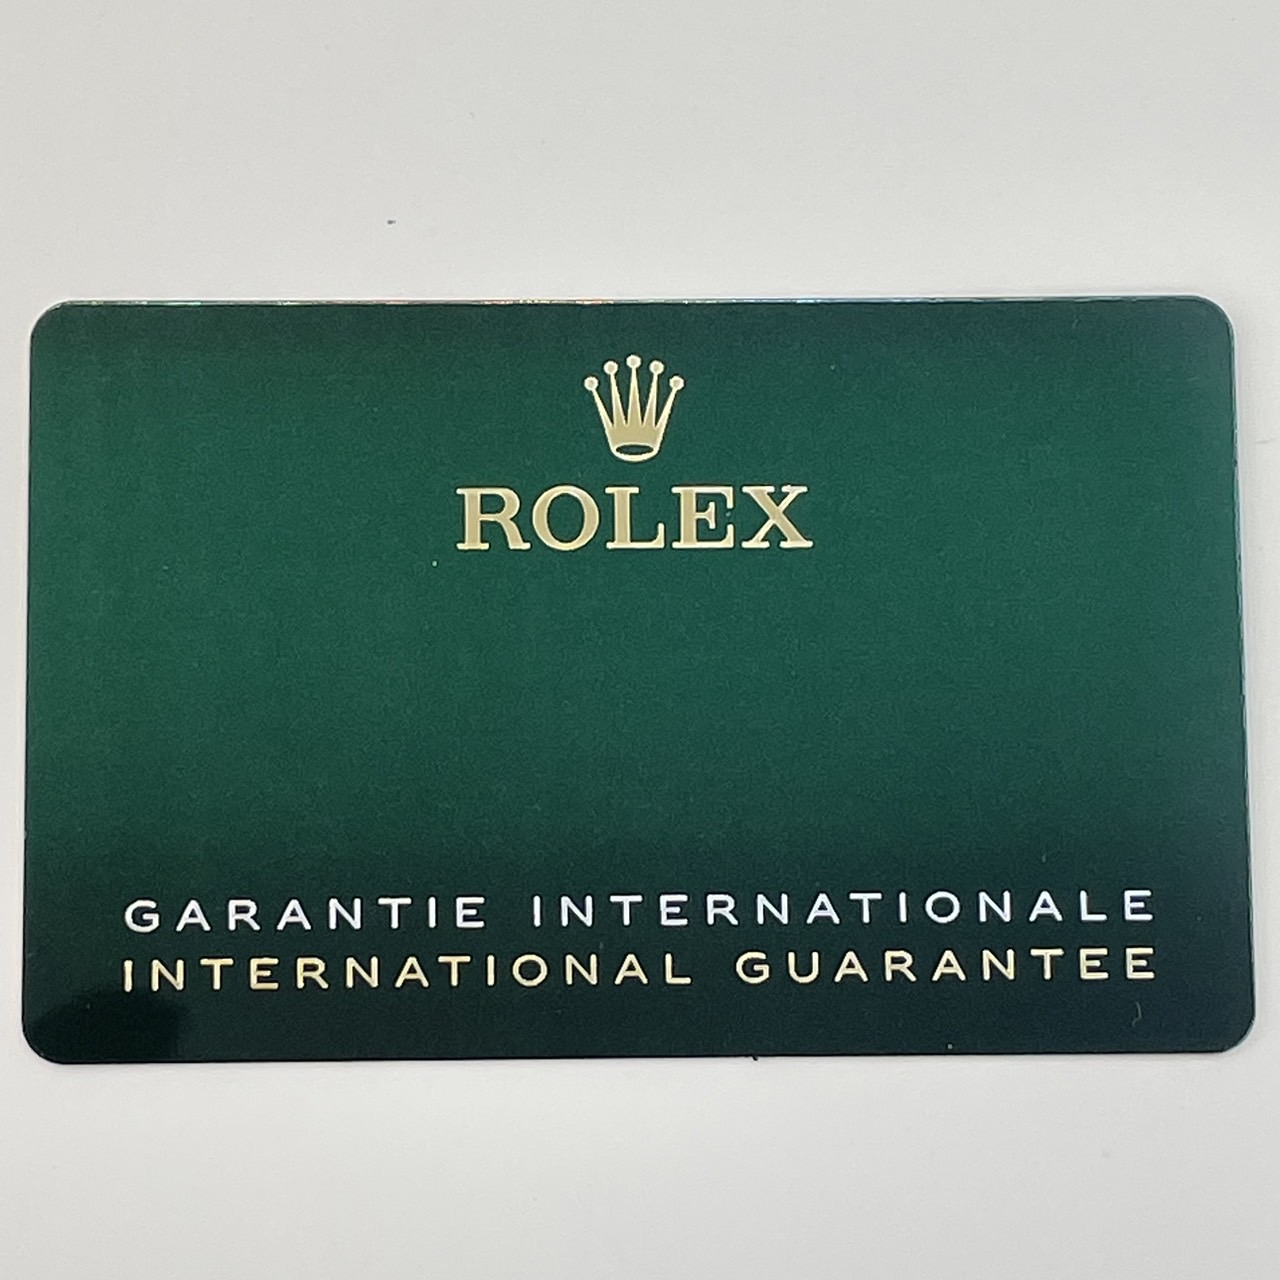 ROLEX
GARANTIE INTERNATIONALE
INTERNATIONAL GUARANTEE